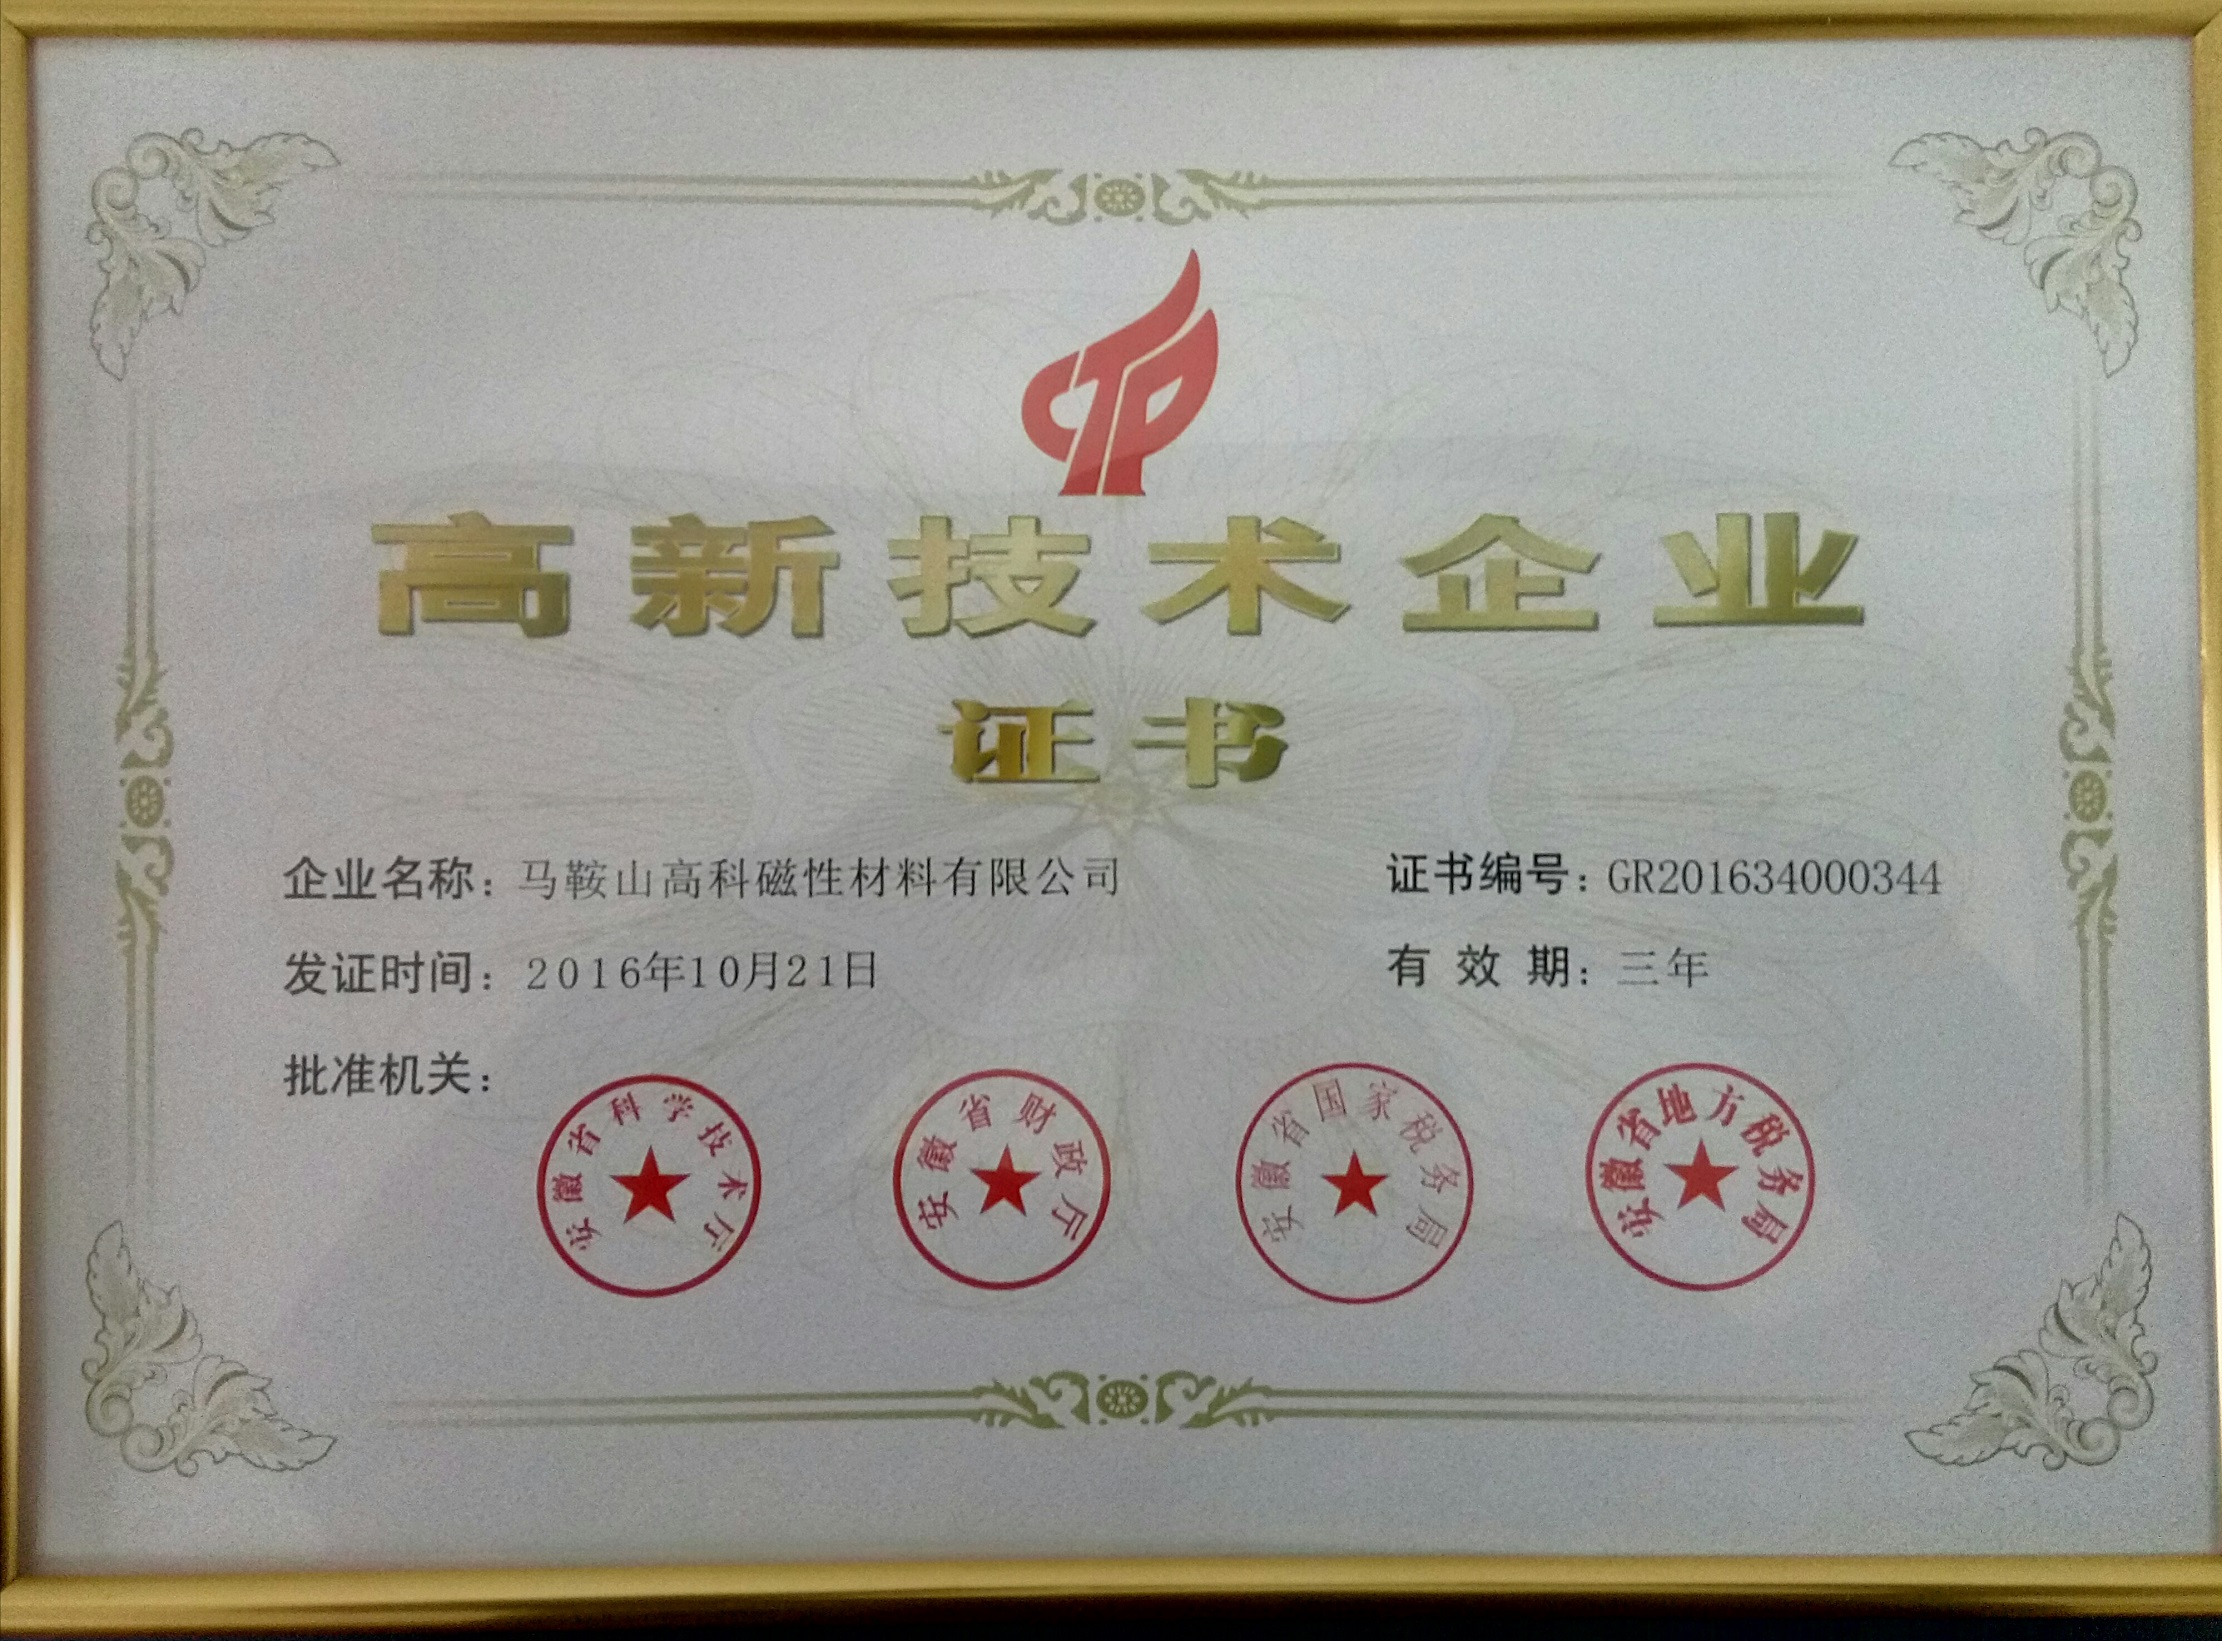 高新技术企业
证书
企业名称：马鞍山高科磁性材料有限公司 证书编号：GR201634000344
发证时间：2016年10月21日 有效期：三年
批准机关：
安徽省科学技术厅
安徽省财政厅
安徽省国家税务局
安徽省地方税务局